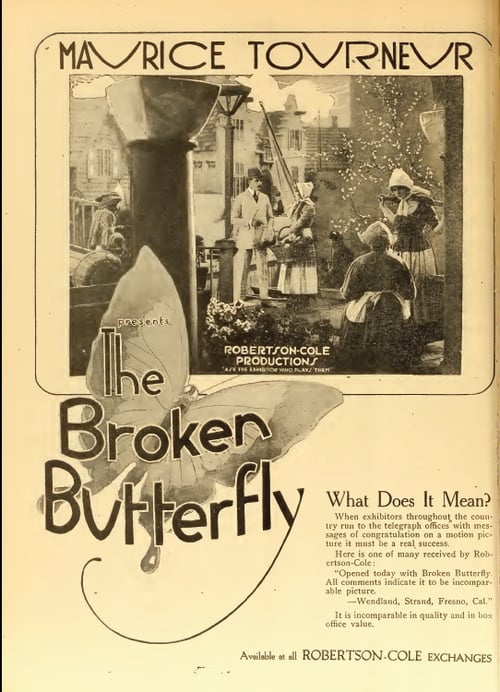 MAURICE TOURNEUR
presents
The
Broken
Butterfly
ROBERTSON-COLE
PRODUCTIONS
"ASK THE EXHIBITOR WHO PLAYS THEM"
What Does It Mean?
When exhibitors throughout the coun-
try run to the telegraph offices with mes-
sages of congratulation on a motion pic-
ture it must be a real success.
Here is one of many received by Rob-
ertson-Cole:
"Opened today with Broken Butterfly.
All comments indicate it to be incompar-
able picture.
—Wendland, Strand, Fresno, Cal."
It is incomparable in quality and in box
office value.
Available at all ROBERTSON-COLE EXCHANGES